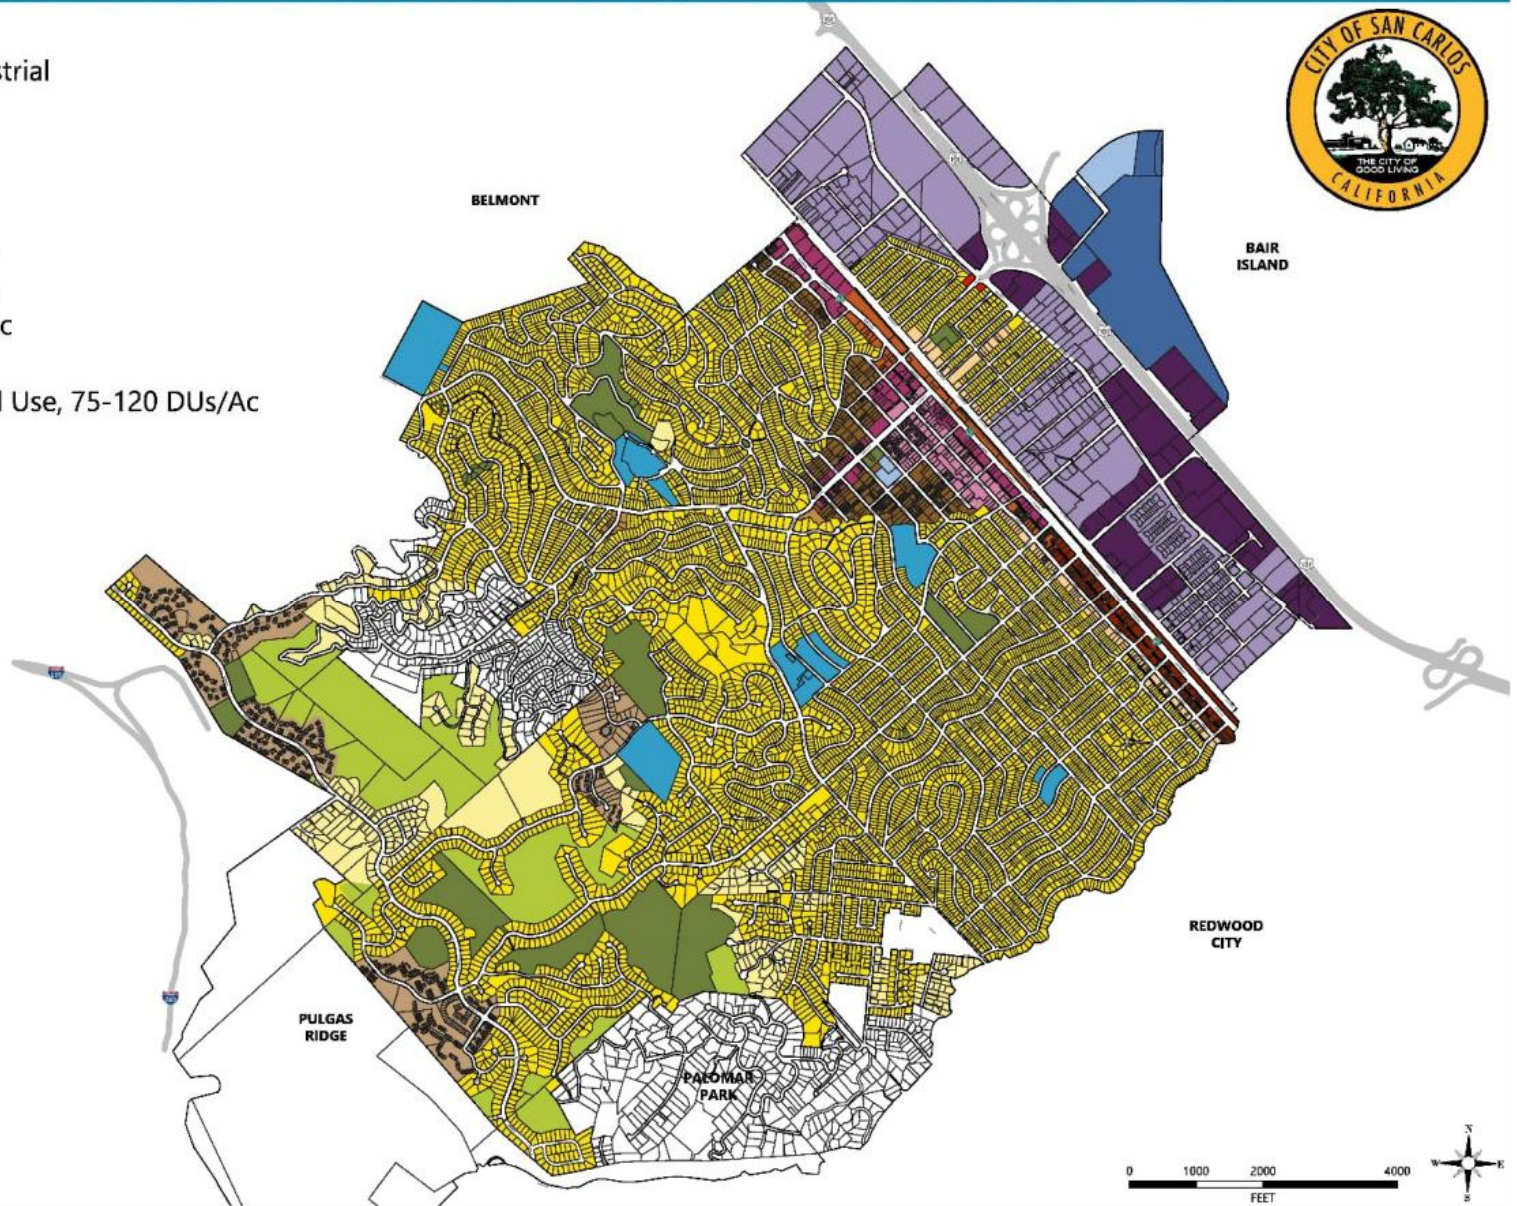 strial
c
l Use, 75-120 DUs/Ac
CITY OF SAN CARLOS
THE CITY OF
GOOD LIVING
CALIFORNIA
BELMONT
BAIR
ISLAND
REDWOOD
CITY
PULGAS
RIDGE
PALOMAR
PARK
0 1000 2000 4000
FEET
N
W E
S